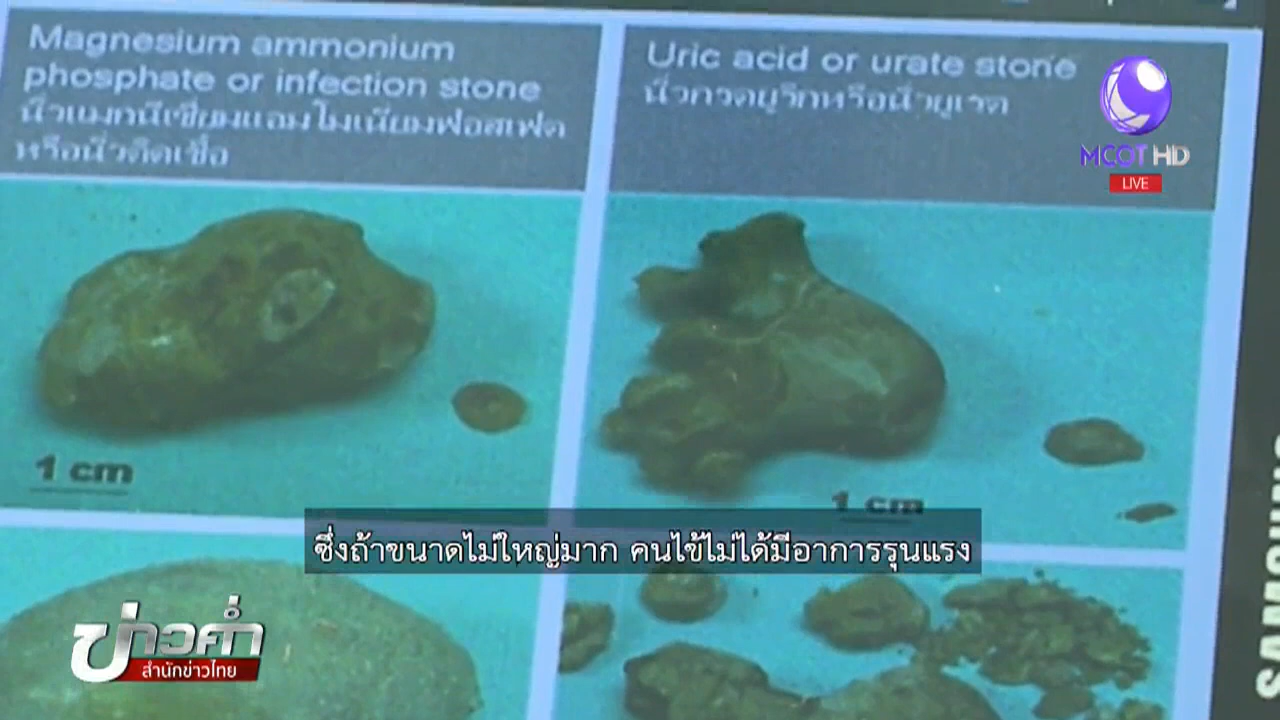 Magnesium ammonium
phosphate or infection stone
นิ่วแมกนีเซียมแอมโมเนียมฟอสเฟต
หรือนิ่วติดเชื้อ
Uric acid or urate stone
นิ่วกรดยูริกหรือนิ่วยูเรต
MCOT HD
LIVE
1 cm
1 cm
ซึ่งถ้าขนาดไม่ใหญ่มาก คนไข้ไม่ได้มีอาการรุนแรง
ข่าวค่ำ
สำนักข่าวไทย